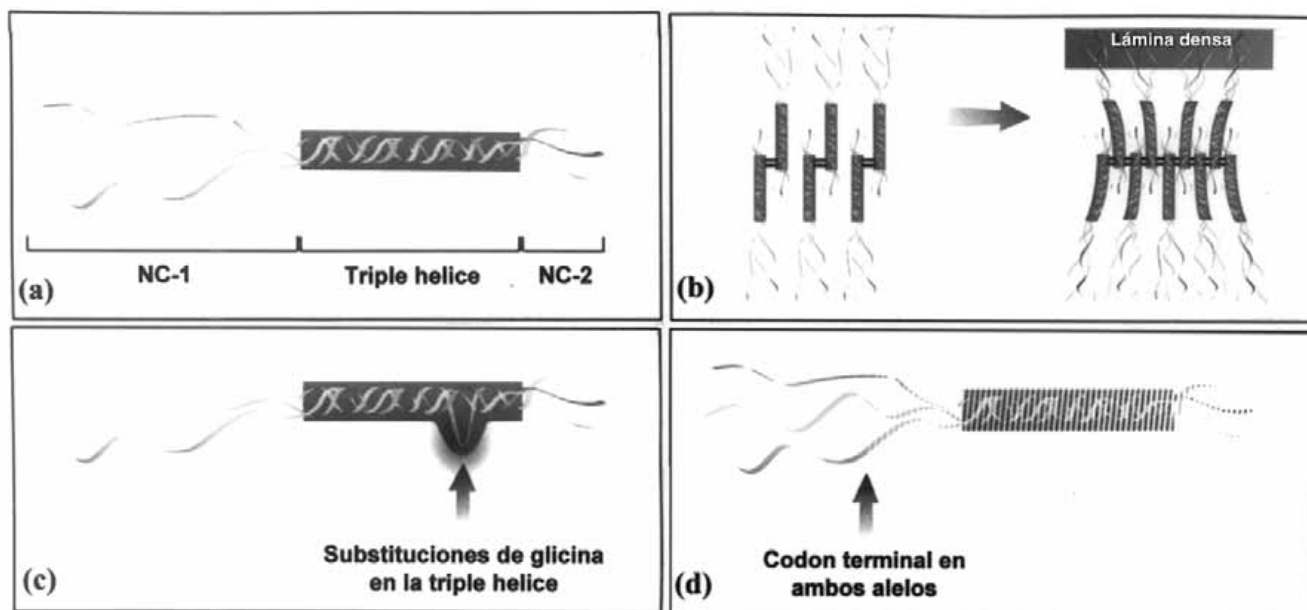 NC-1
Triple helice
NC-2
(a)
Lámina densa
(b)
Substituciones de glicina
en la triple helice
(c)
Codon terminal en
ambos alelos
(d)